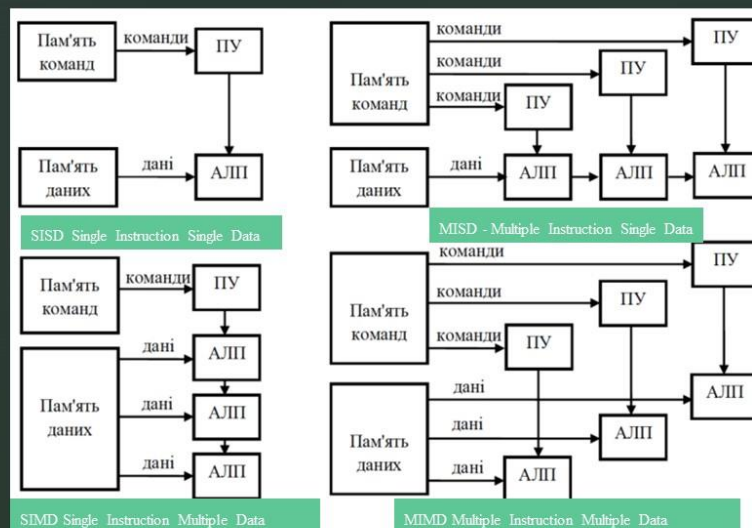 Пам'ять
команд
команди
ПУ
Пам'ять
даних
дані
АЛП
SISD Single Instruction Single Data
Пам'ять
команд
команди
ПУ
команди
ПУ
команди
ПУ
Пам'ять
даних
дані
АЛП
АЛП
АЛП
MISD - Multiple Instruction Single Data
Пам'ять
команд
команди
ПУ
Пам'ять
даних
дані
АЛП
дані
АЛП
дані
АЛП
SIMD Single Instruction Multiple Data
Пам'ять
команд
команди
ПУ
команди
ПУ
команди
ПУ
Пам'ять
даних
дані
АЛП
дані
АЛП
дані
АЛП
MIMD Multiple Instruction Multiple Data